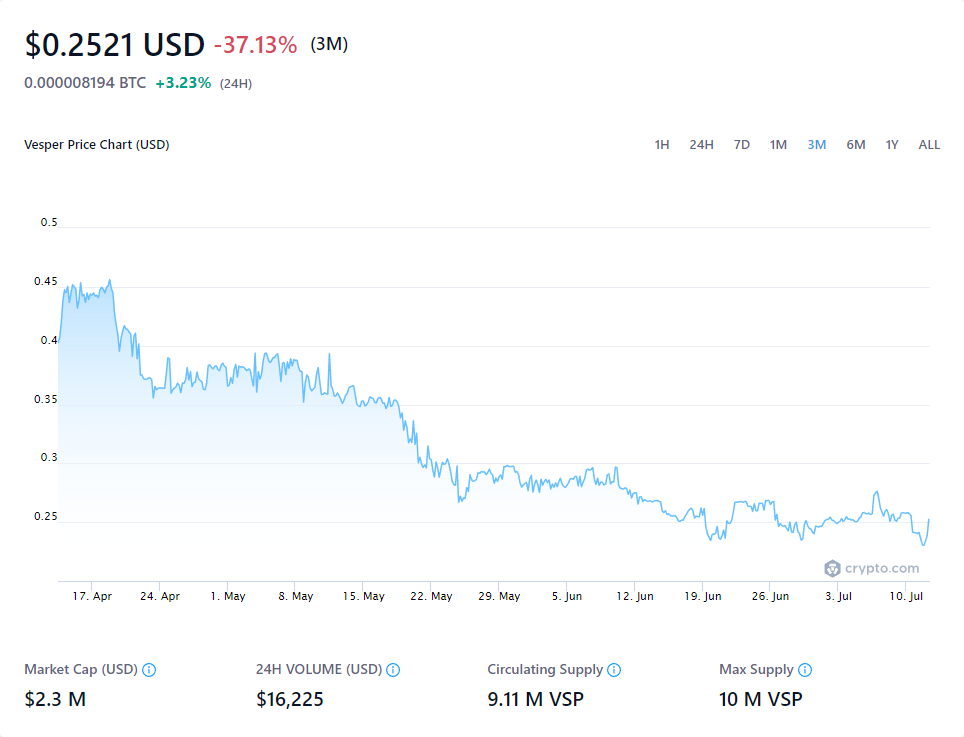 $0.2521 USD -37.13% (3M)
0.000008194 BTC +3.23% (24H)
Vesper Price Chart (USD) 1H 24H 7D 1M 3M 6M 1Y ALL
0.5
0.45
0.4
0.35
0.3
0.25
crypto.com
17. Apr 24. Apr 1. May 8. May 15. May 22. May 29. May 5. Jun 12. Jun 19. Jun 26. Jun 3. Jul 10. Jul
Market Cap (USD) 24H VOLUME (USD) Circulating Supply Max Supply
$2.3 M $16,225 9.11 M VSP 10 M VSP